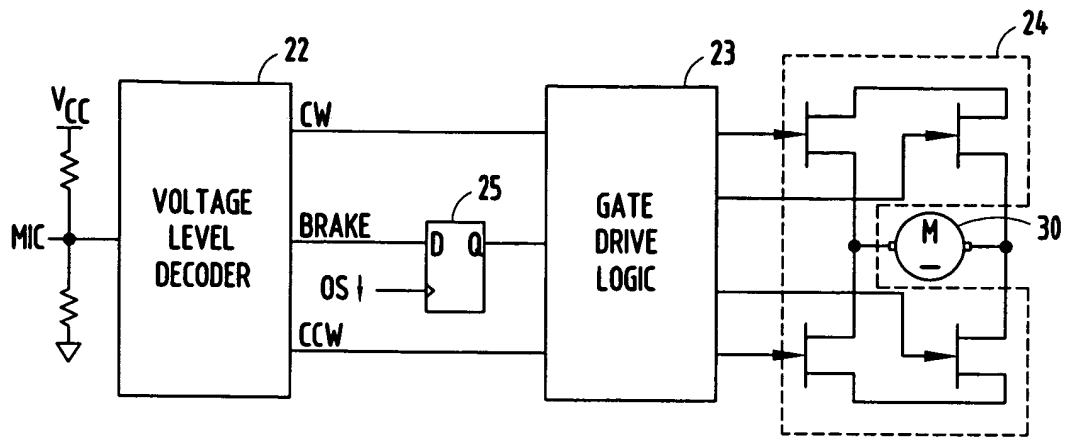 22
23
24
VCC
CW
VOLTAGE
LEVEL
DECODER
MIC
BRAKE
25
D Q
OS↓
CCW
GATE
DRIVE
LOGIC
M
30